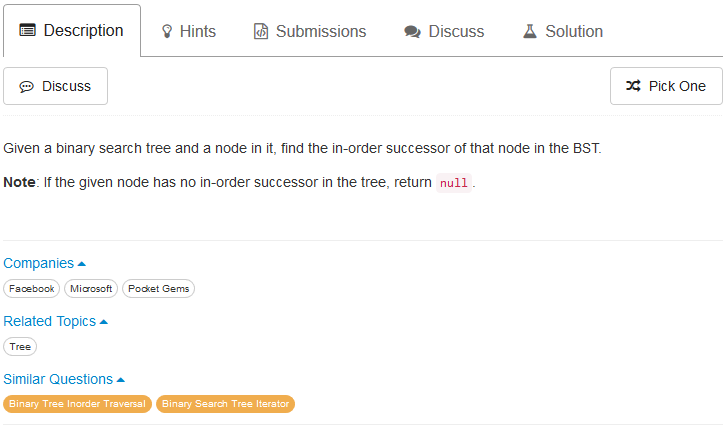 Description Hints Submissions Discuss Solution
Discuss Pick One
Given a binary search tree and a node in it, find the in-order successor of that node in the BST.
Note: If the given node has no in-order successor in the tree, return null.
Companies
Facebook Microsoft Pocket Gems
Related Topics
Tree
Similar Questions
Binary Tree Inorder Traversal Binary Search Tree Iterator